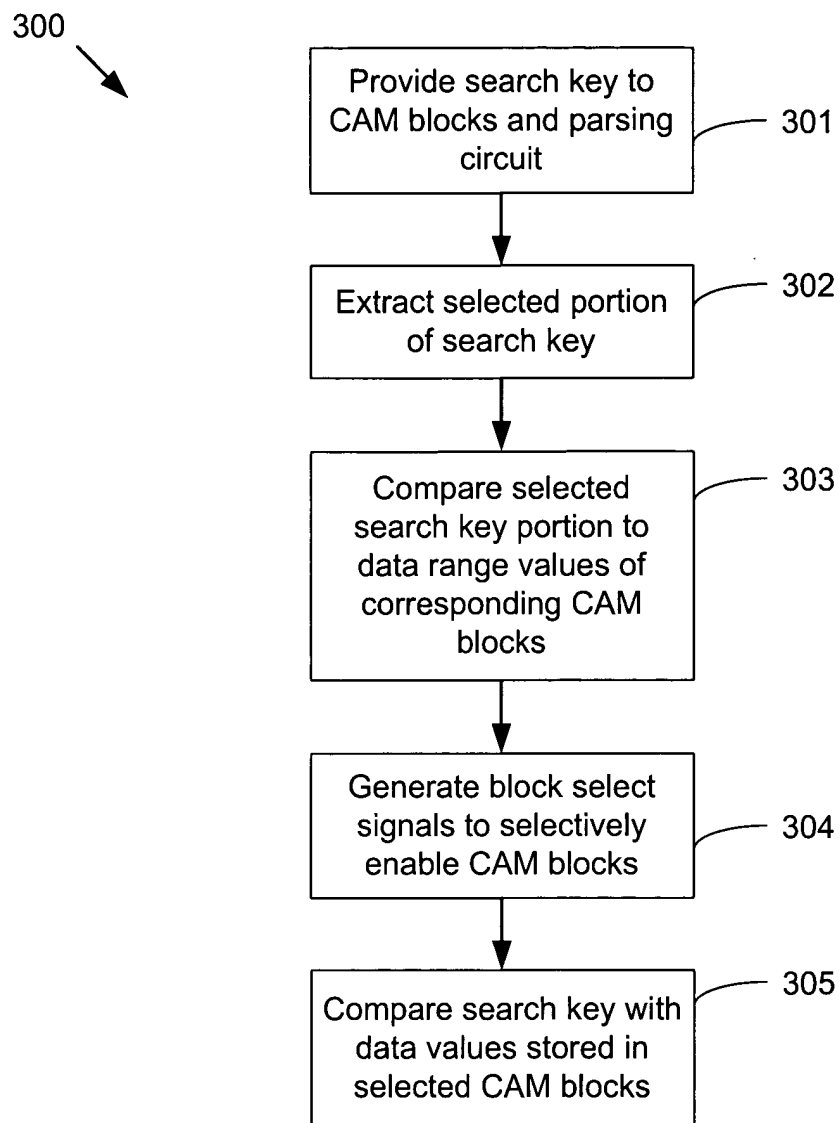 300
Provide search key to
CAM blocks and parsing
circuit
301
Extract selected portion
of search key
302
Compare selected
search key portion to
data range values of
corresponding CAM
blocks
303
Generate block select
signals to selectively
enable CAM blocks
304
Compare search key with
data values stored in
selected CAM blocks
305